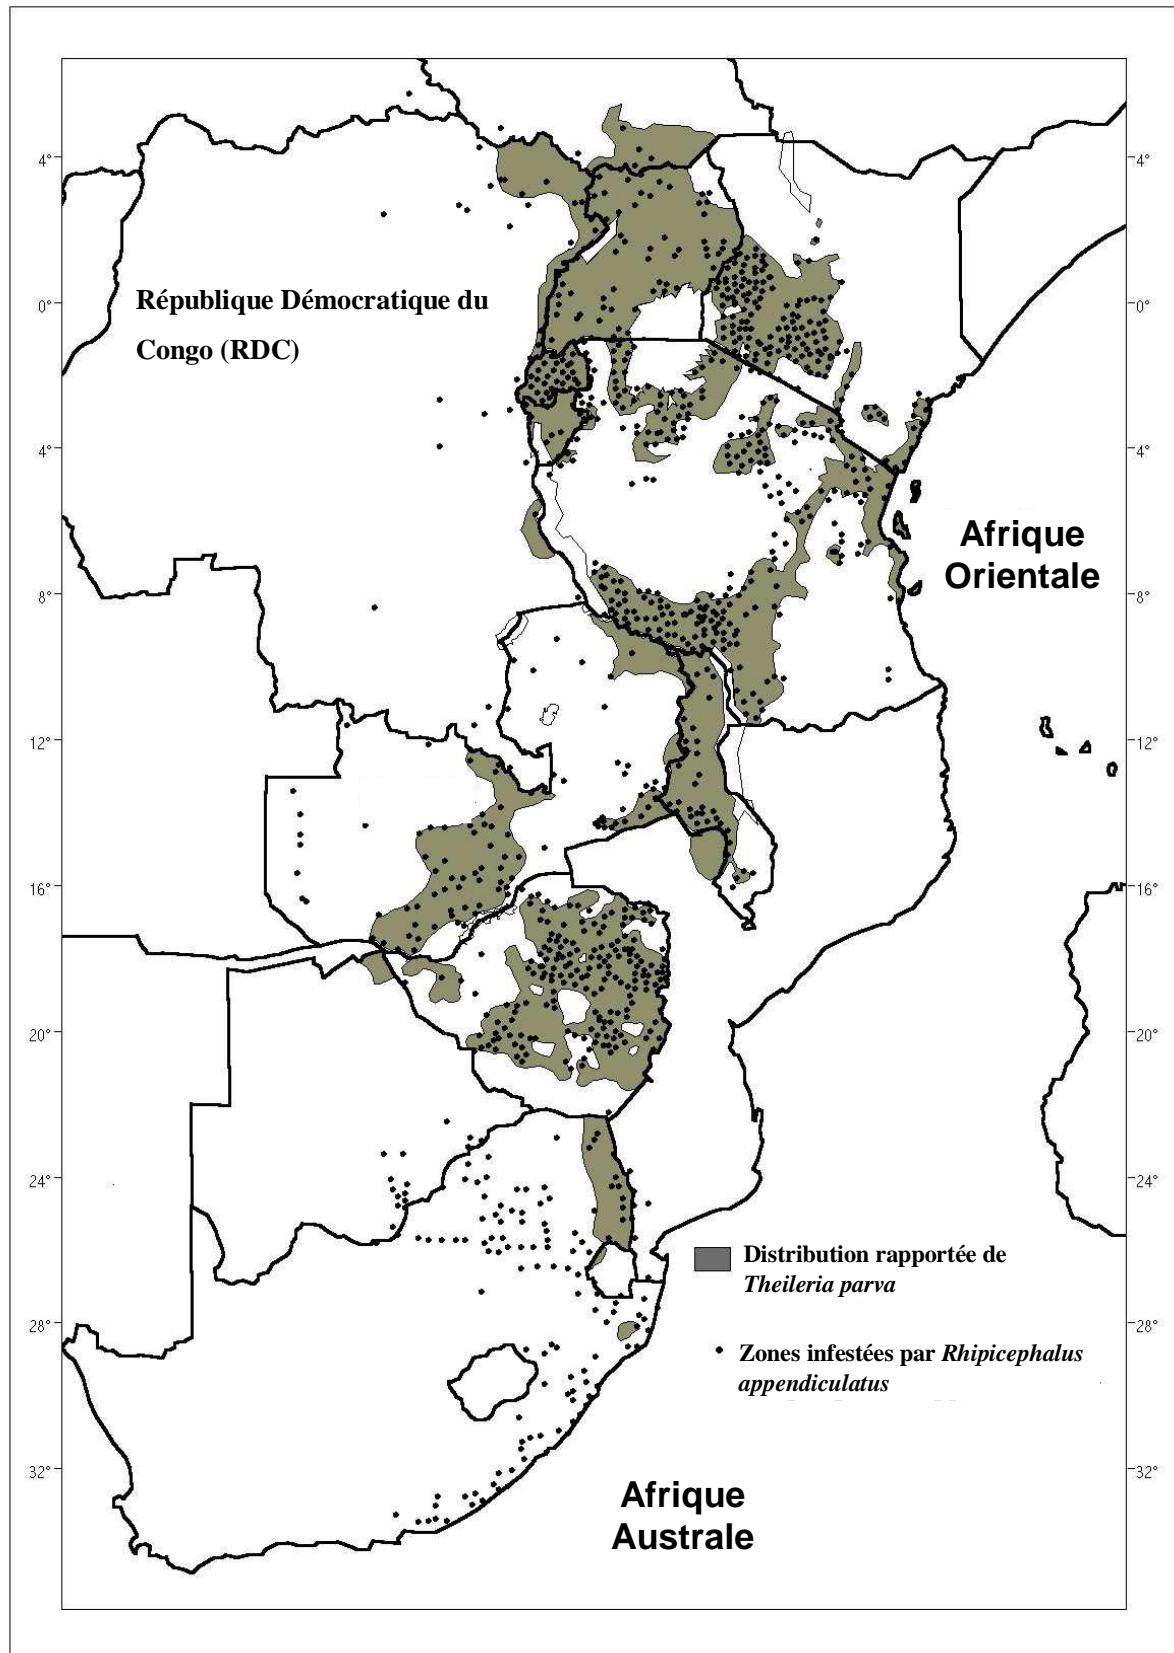 4°
4°
République Démocratique du
Congo (RDC)
0°
0°
4°
4°
Afrique
Orientale
8°
8°
12°
12°
16°
16°
20°
20°
24°
24°
Distribution rapportée de
Theileria parva
28°
28°
Zones infestées par Rhipicephalus
appendiculatus
32°
32°
Afrique
Australe